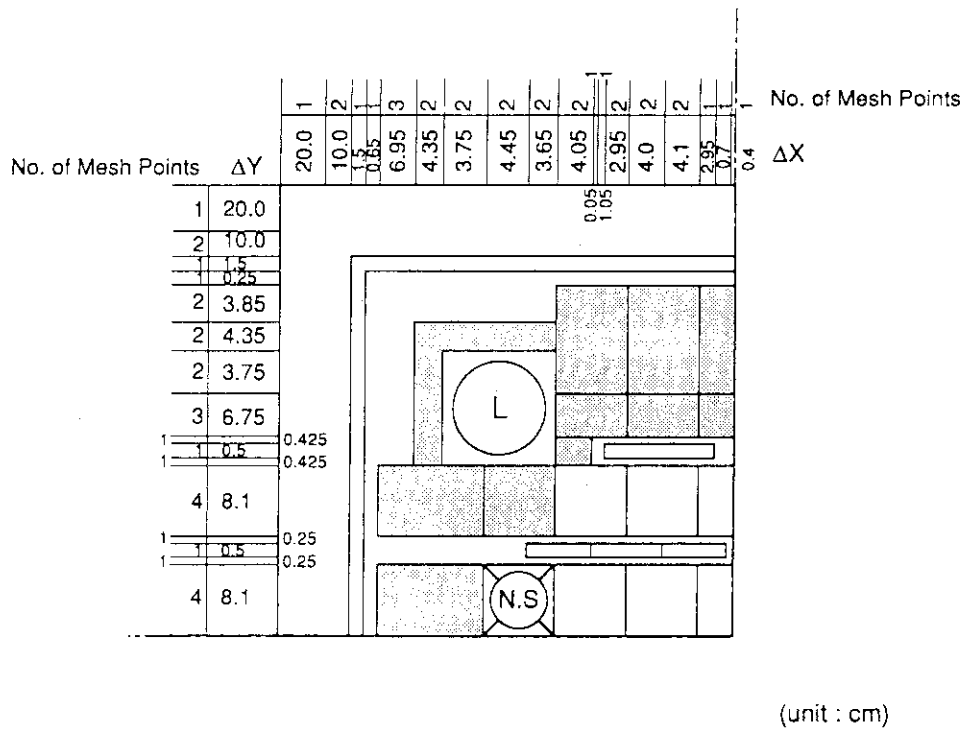 1 2 1 1 3 2 2 2 2 2 1 1 2 2 2 1 1 1 No. of Mesh Points
20.0 10.0 1.5 0.65 6.95 4.35 3.75 4.45 3.65 4.05 2.95 4.0 4.1 2.95 0.7 0.4 ΔX
No. of Mesh Points ΔY
0.05 1.05
1 20.0
2 10.0
1 1.5
1 0.25
2 3.85
2 4.35
2 3.75
L
3 6.75
1 0.425
1 0.5
1 0.425
4 8.1
1 0.25
1 0.5
1 0.25
4 8.1
N.S
(unit : cm)